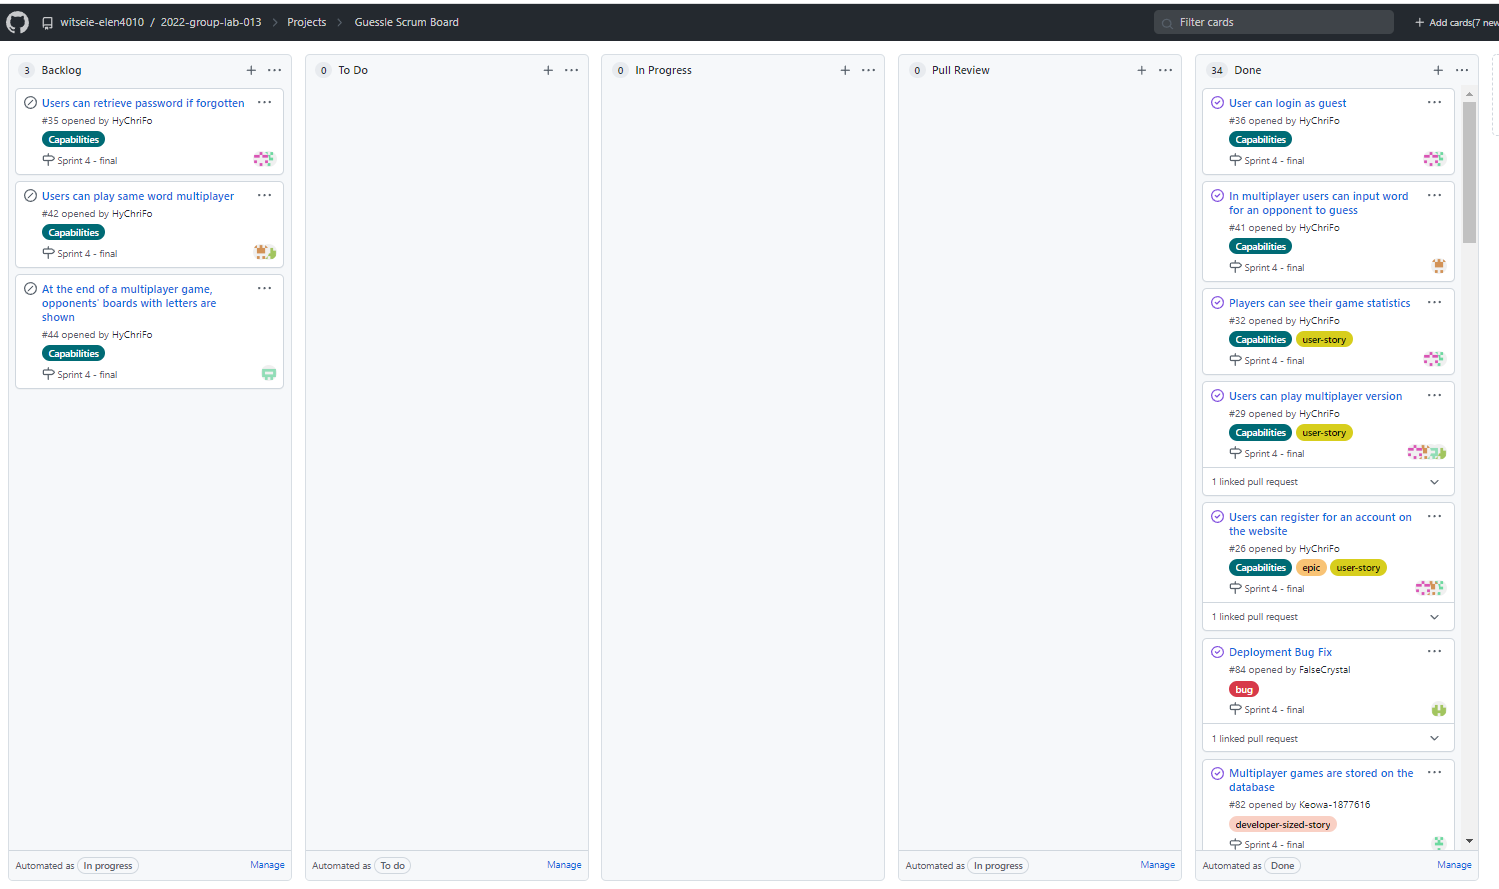 witseie-elen4010 / 2022-group-lab-013 Projects Guessle Scrum Board
Filter cards
Add cards(7 new
3 Backlog
Users can retrieve password if forgotten
#35 opened by HyChriFo
Capabilities
Sprint 4 - final
Users can play same word multiplayer
#42 opened by HyChriFo
Capabilities
Sprint 4 - final
At the end of a multiplayer game,
opponents' boards with letters are
shown
#44 opened by HyChriFo
Capabilities
Sprint 4 - final
Automated as In progress Manage
0 To Do
Automated as To do Manage
0 In Progress
0 Pull Review
Automated as In progress Manage
34 Done
User can login as guest
#36 opened by HyChriFo
Capabilities
Sprint 4 - final
In multiplayer users can input word
for an opponent to guess
#41 opened by HyChriFo
Capabilities
Sprint 4 - final
Players can see their game statistics
#32 opened by HyChriFo
Capabilities user-story
Sprint 4 - final
Users can play multiplayer version
#29 opened by HyChriFo
Capabilities user-story
Sprint 4 - final
1 linked pull request
Users can register for an account on
the website
#26 opened by HyChriFo
Capabilities epic user-story
Sprint 4 - final
1 linked pull request
Deployment Bug Fix
#84 opened by FalseCrystal
bug
Sprint 4 - final
1 linked pull request
Multiplayer games are stored on the
database
#82 opened by Keowa-1877616
developer-sized-story
Sprint 4 - final
Automated as Done Manage